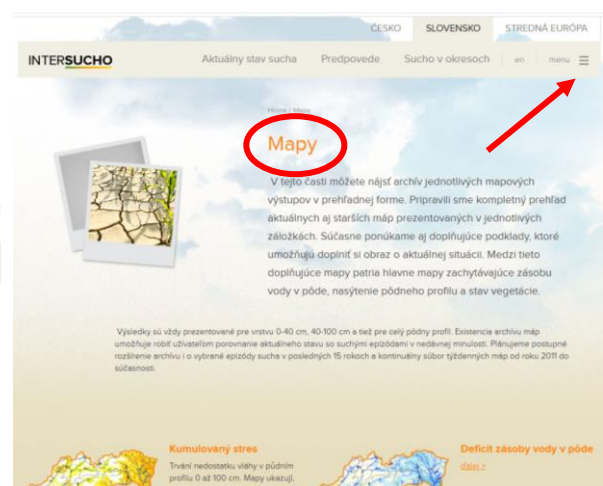 ČESKO SLOVENSKO STREDNÁ EURÓPA
INTERSUCHO Aktuálny stav sucha Predpovede Sucho v okresoch en menu
Home / Mapy
Mapy
V tejto časti môžete nájsť archív jednotlivých mapových
výstupov v prehľadnej forme. Pripravili sme kompletný prehľad
aktuálnych aj starších máp prezentovaných v jednotlivých
záložkách. Súčasne ponúkame aj doplňujúce podklady, ktoré
umožňujú doplniť si obraz o aktuálnej situácii. Medzi tieto
doplňujúce mapy patria hlavne mapy zachytávajúce zásobu
vody v pôde, nasýtenie pôdneho profilu a stav vegetácie.
Výsledky sú vždy prezentované pre vrstvu 0-40 cm, 40-100 cm a tiež pre celý pôdny profil. Existencia archívu máp
umožňuje robiť užívateľom porovnanie aktuálneho stavu so suchými epizódami v nedávnej minulosti. Plánujeme postupné
rozšírenie archívu i o vybrané epizódy sucha v posledných 15 rokoch a kontinuálny súbor týždenných máp od roku 2011 do
súčasnosti.
Kumulovaný stres
Trvání nedostatku vláhy v půdním
profilu 0 až 100 cm. Mapy ukazují,
Deficit zásoby vody v pôde
ďalej >